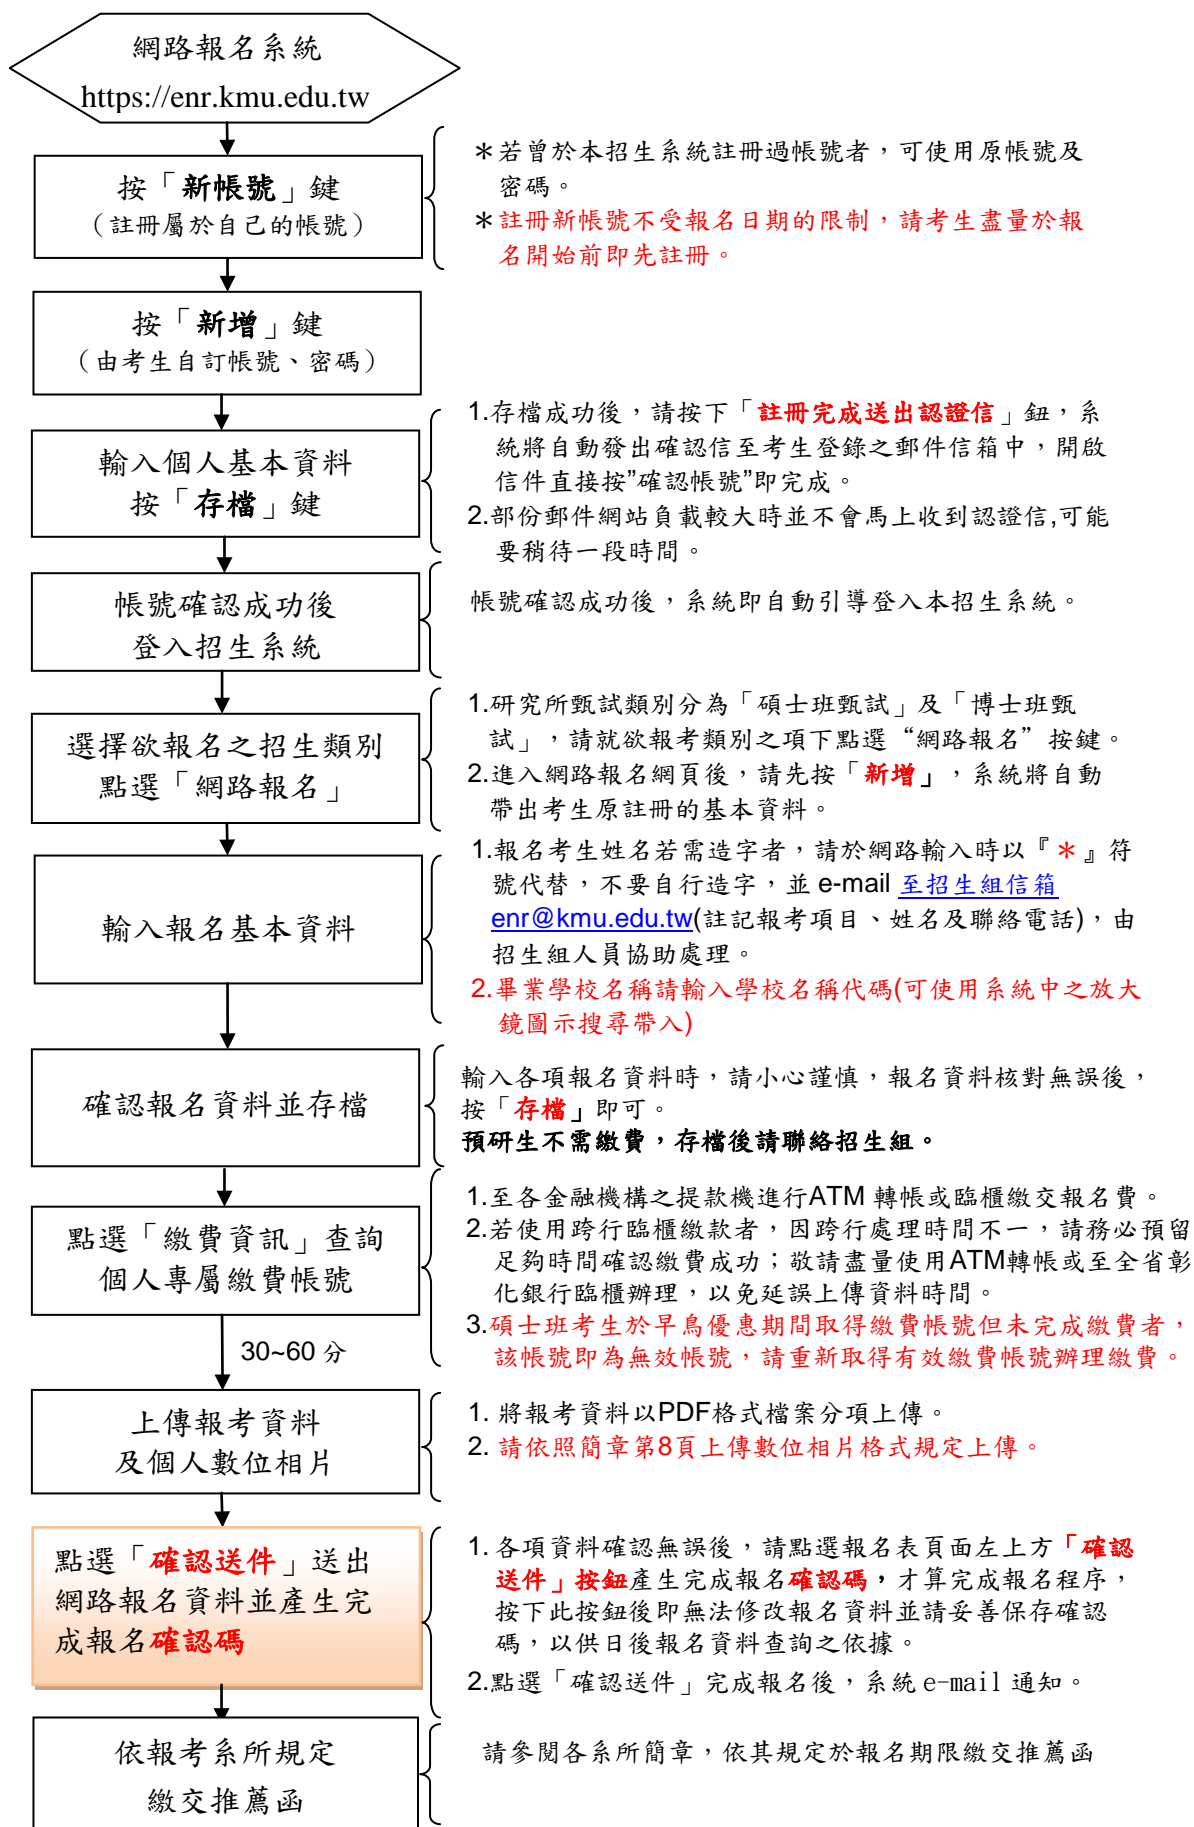 網路報名系統
https://enr.kmu.edu.tw
按「新帳號」鍵
（註冊屬於自己的帳號）
＊若曾於本招生系統註冊過帳號者，可使用原帳號及
密碼。
＊註冊新帳號不受報名日期的限制，請考生盡量於報
名開始前即先註冊。
按「新增」鍵
（由考生自訂帳號、密碼）
輸入個人基本資料
按「存檔」鍵
1.存檔成功後，請按下「註冊完成送出認證信」鈕，系
統將自動發出確認信至考生登錄之郵件信箱中，開啟
信件直接按”確認帳號”即完成。
2.部份郵件網站負載較大時並不會馬上收到認證信,可能
要稍待一段時間。
帳號確認成功後
登入招生系統
帳號確認成功後，系統即自動引導登入本招生系統。
選擇欲報名之招生類別
點選「網路報名」
1.研究所甄試類別分為「碩士班甄試」及「博士班甄
試」，請就欲報考類別之項下點選“網路報名”按鍵。
2.進入網路報名網頁後，請先按「新增」，系統將自動
帶出考生原註冊的基本資料。
輸入報名基本資料
1.報名考生姓名若需造字者，請於網路輸入時以『＊』符
號代替，不要自行造字，並 e-mail 至招生組信箱
enr@kmu.edu.tw(註記報考項目、姓名及聯絡電話)，由
招生組人員協助處理。
2.畢業學校名稱請輸入學校名稱代碼(可使用系統中之放大
鏡圖示搜尋帶入)
確認報名資料並存檔
輸入各項報名資料時，請小心謹慎，報名資料核對無誤後，
按「存檔」即可。
預研生不需繳費，存檔後請聯絡招生組。
點選「繳費資訊」查詢
個人專屬繳費帳號
1.至各金融機構之提款機進行ATM 轉帳或臨櫃繳交報名費。
2.若使用跨行臨櫃繳款者，因跨行處理時間不一，請務必預留
足夠時間確認繳費成功；敬請盡量使用ATM轉帳或至全省彰
化銀行臨櫃辦理，以免延誤上傳資料時間。
3.碩士班考生於早鳥優惠期間取得繳費帳號但未完成繳費者，
該帳號即為無效帳號，請重新取得有效繳費帳號辦理繳費。
30~60 分
上傳報考資料
及個人數位相片
1. 將報考資料以PDF格式檔案分項上傳。
2. 請依照簡章第8頁上傳數位相片格式規定上傳。
點選「確認送件」送出
網路報名資料並產生完
成報名確認碼
1. 各項資料確認無誤後，請點選報名表頁面左上方「確認
送件」按鈕產生完成報名確認碼，才算完成報名程序，
按下此按鈕後即無法修改報名資料並請妥善保存確認
碼，以供日後報名資料查詢之依據。
2.點選「確認送件」完成報名後，系統 e-mail 通知。
依報考系所規定
繳交推薦函
請參閱各系所簡章，依其規定於報名期限繳交推薦函